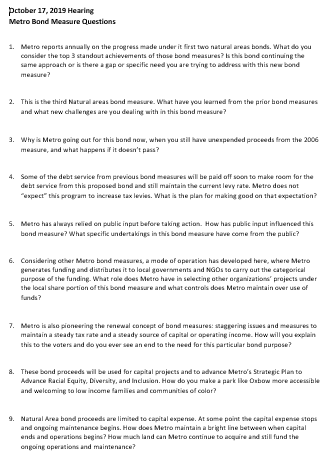 October 17, 2019 Hearing
Metro Bond Measure Questions
1. Metro reports annually on the progress made under it first two natural areas bonds. What do you
consider the top 3 standout achievements of those bond measures? Is this bond continuing the
same approach or is there a gap or specific need you are trying to address with this new bond
measure?
2. This is the third Natural areas bond measure. What have you learned from the prior bond measures
and what new challenges are you dealing with in this bond measure?
3. Why is Metro going out for this bond now, when you still have unexpended proceeds from the 2006
measure, and what happens if it doesn't pass?
4. Some of the debt service from previous bond measures will be paid off soon to make room for the
debt service from this proposed bond and still maintain the current levy rate. Metro does not
"expect" this program to increase tax levies. What is the plan for making good on that expectation?
5. Metro has always relied on public input before taking action. How has public input influenced this
bond measure? What specific undertakings in this bond measure have come from the public?
6. Considering other Metro bond measures, a mode of operation has developed here, where Metro
generates funding and distributes it to local governments and NGOs to carry out the categorical
purpose of the funding. What role does Metro have in selecting other organizations' projects under
the local share portion of this bond measure and what controls does Metro maintain over use of
funds?
7. Metro is also pioneering the renewal concept of bond measures: staggering issues and measures to
maintain a steady tax rate and a steady source of capital or operating income. How will you explain
this to the voters and do you ever see an end to the need for this particular bond purpose?
8. These bond proceeds will be used for capital projects and to advance Metro's Strategic Plan to
Advance Racial Equity, Diversity, and Inclusion. How do you make a park like Oxbow more accessible
and welcoming to low income families and communities of color?
9. Natural Area bond proceeds are limited to capital expense. At some point the capital expense stops
and ongoing maintenance begins. How does Metro maintain a bright line between when capital
ends and operations begins? How much land can Metro continue to acquire and still fund the
ongoing operations and maintenance?